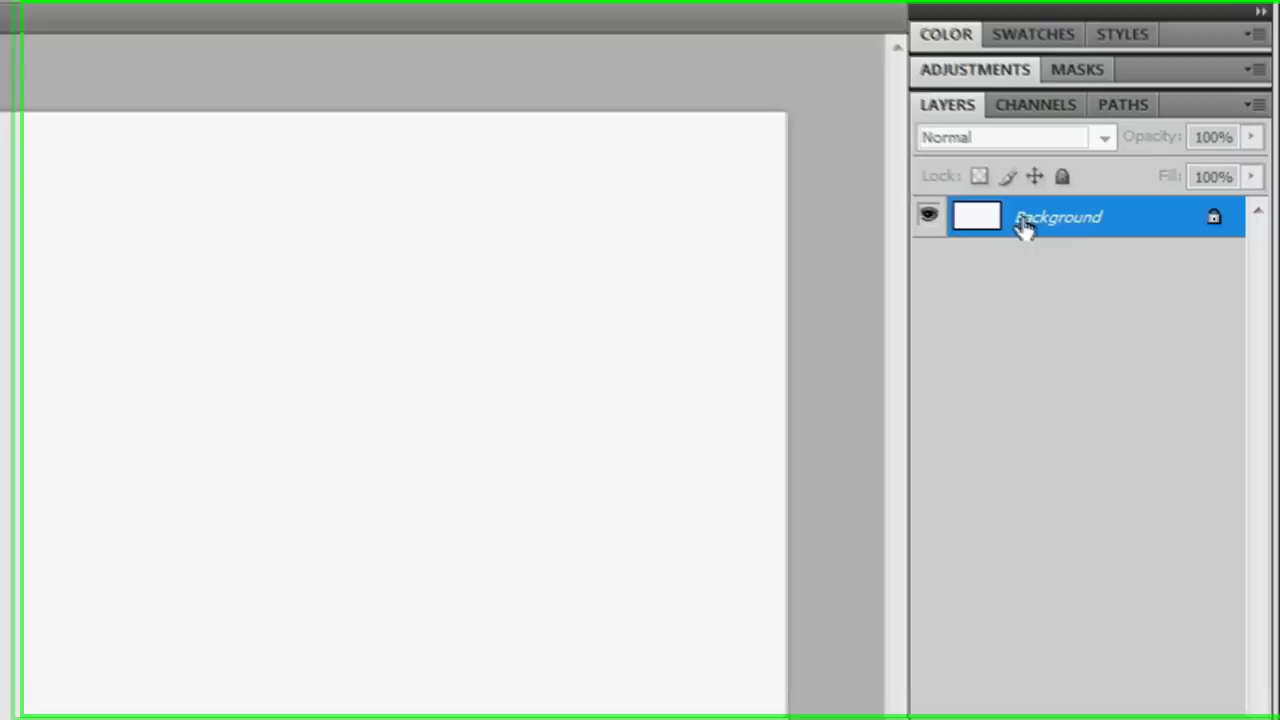 COLOR SWATCHES STYLES
ADJUSTMENTS MASKS
LAYERS CHANNELS PATHS
Normal Opacity: 100%
Lock: Fill: 100%
Background